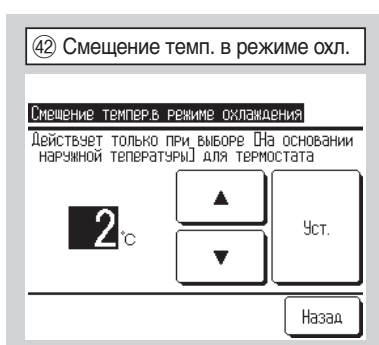 ㊷ Смещение темп. в режиме охл.
Смещение темпер.в режиме охлаждения
Действует только при выборе [На основании
наружной теператУры] для термостата
▲
2°C
Уст.
▼
Назад